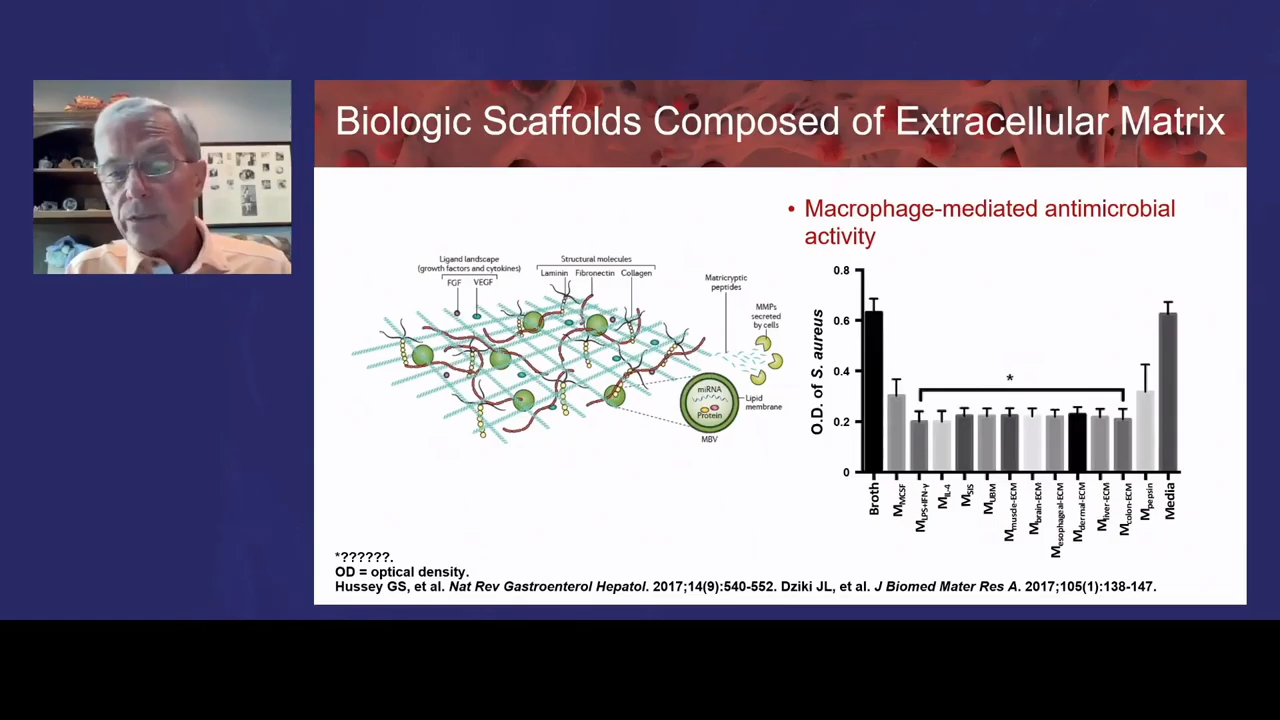 Biologic Scaffolds Composed of Extracellular Matrix
• Macrophage-mediated antimicrobial
activity
Ligand landscape
(growth factors and cytokines)
FGF VEGF
Structural molecules
Laminin Fibronectin Collagen
Matricryptic
peptides
MMPs
secreted
by cells
miRNA
Protein
Lipid
membrane
MBV
O.D. of S. aureus
0.8
0.6
0.4
0.2
0
*
Broth
MMCSF
MLPS+IFN-γ
MIL-4
MSIS
MUBM
Mmuscle-ECM
Mbrain-ECM
Mesophageal-ECM
Mdermal-ECM
Mliver-ECM
Mcolon-ECM
Mpepsin
Media
*??????.
OD = optical density.
Hussey GS, et al. Nat Rev Gastroenterol Hepatol. 2017;14(9):540-552. Dziki JL, et al. J Biomed Mater Res A. 2017;105(1):138-147.